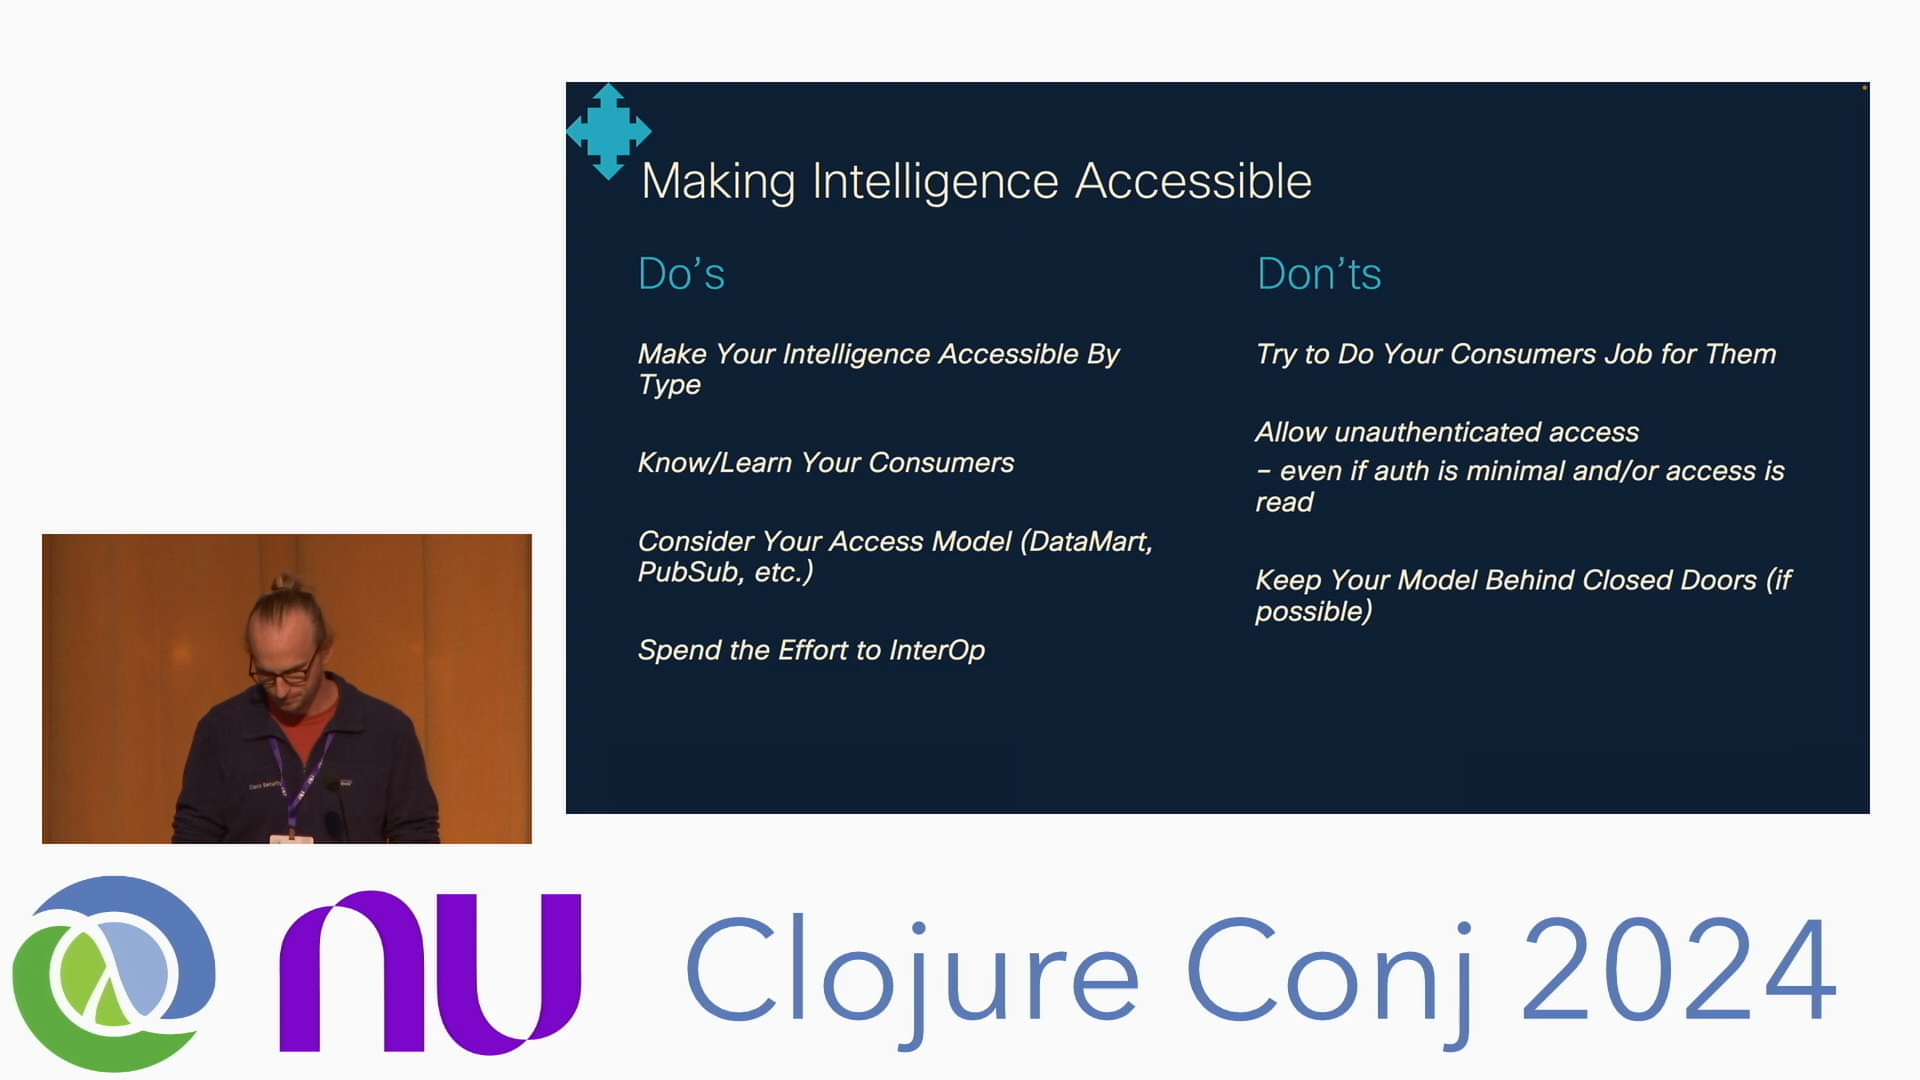 Making Intelligence Accessible
Do’s
Make Your Intelligence Accessible By
Type
Know/Learn Your Consumers
Consider Your Access Model (DataMart,
PubSub, etc.)
Spend the Effort to InterOp
Don’ts
Try to Do Your Consumers Job for Them
Allow unauthenticated access
– even if auth is minimal and/or access is
read
Keep Your Model Behind Closed Doors (if
possible)
Cisco Security
nu
Clojure Conj 2024